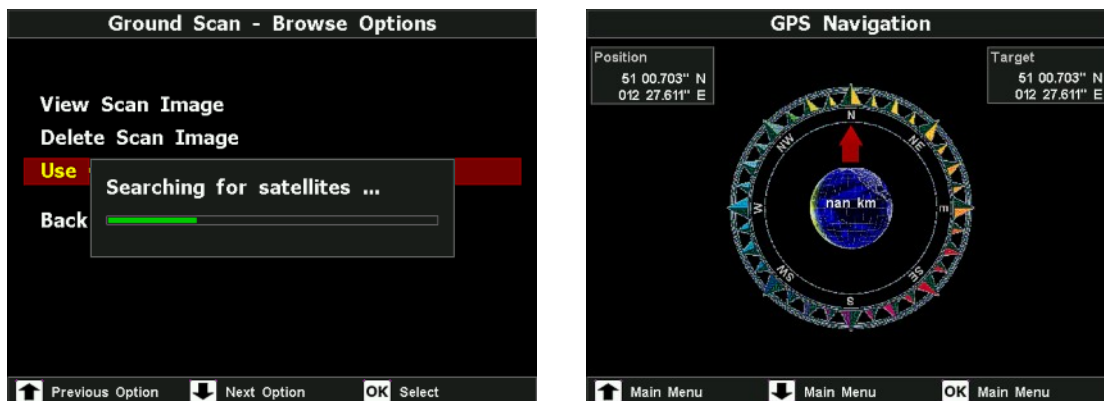 Ground Scan - Browse Options
View Scan Image
Delete Scan Image
Use
Searching for satellites ...
Back
Previous Option Next Option OK Select
GPS Navigation
Position
51 00.703" N
012 27.611" E
Target
51 00.703" N
012 27.611" E
N
NW
NE
nan km
W
E
SW
SE
S
Main Menu Main Menu OK Main Menu